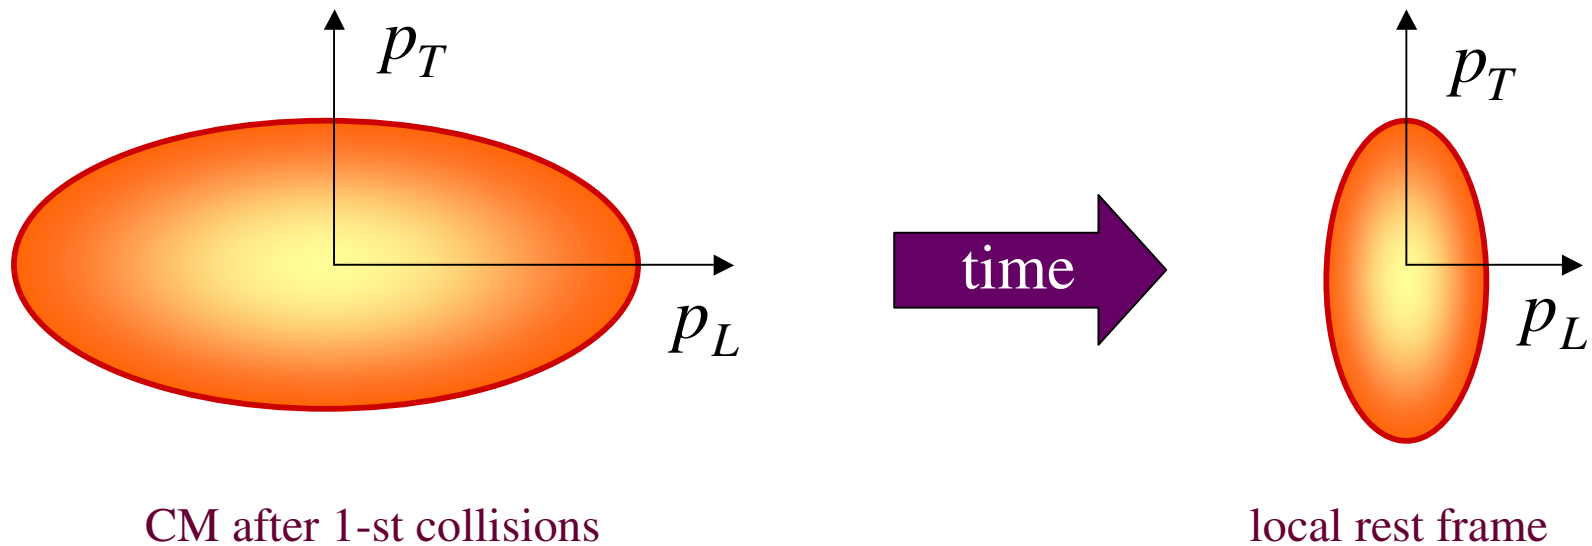 p_T
p_T
time
p_L
p_L
CM after 1-st collisions
local rest frame